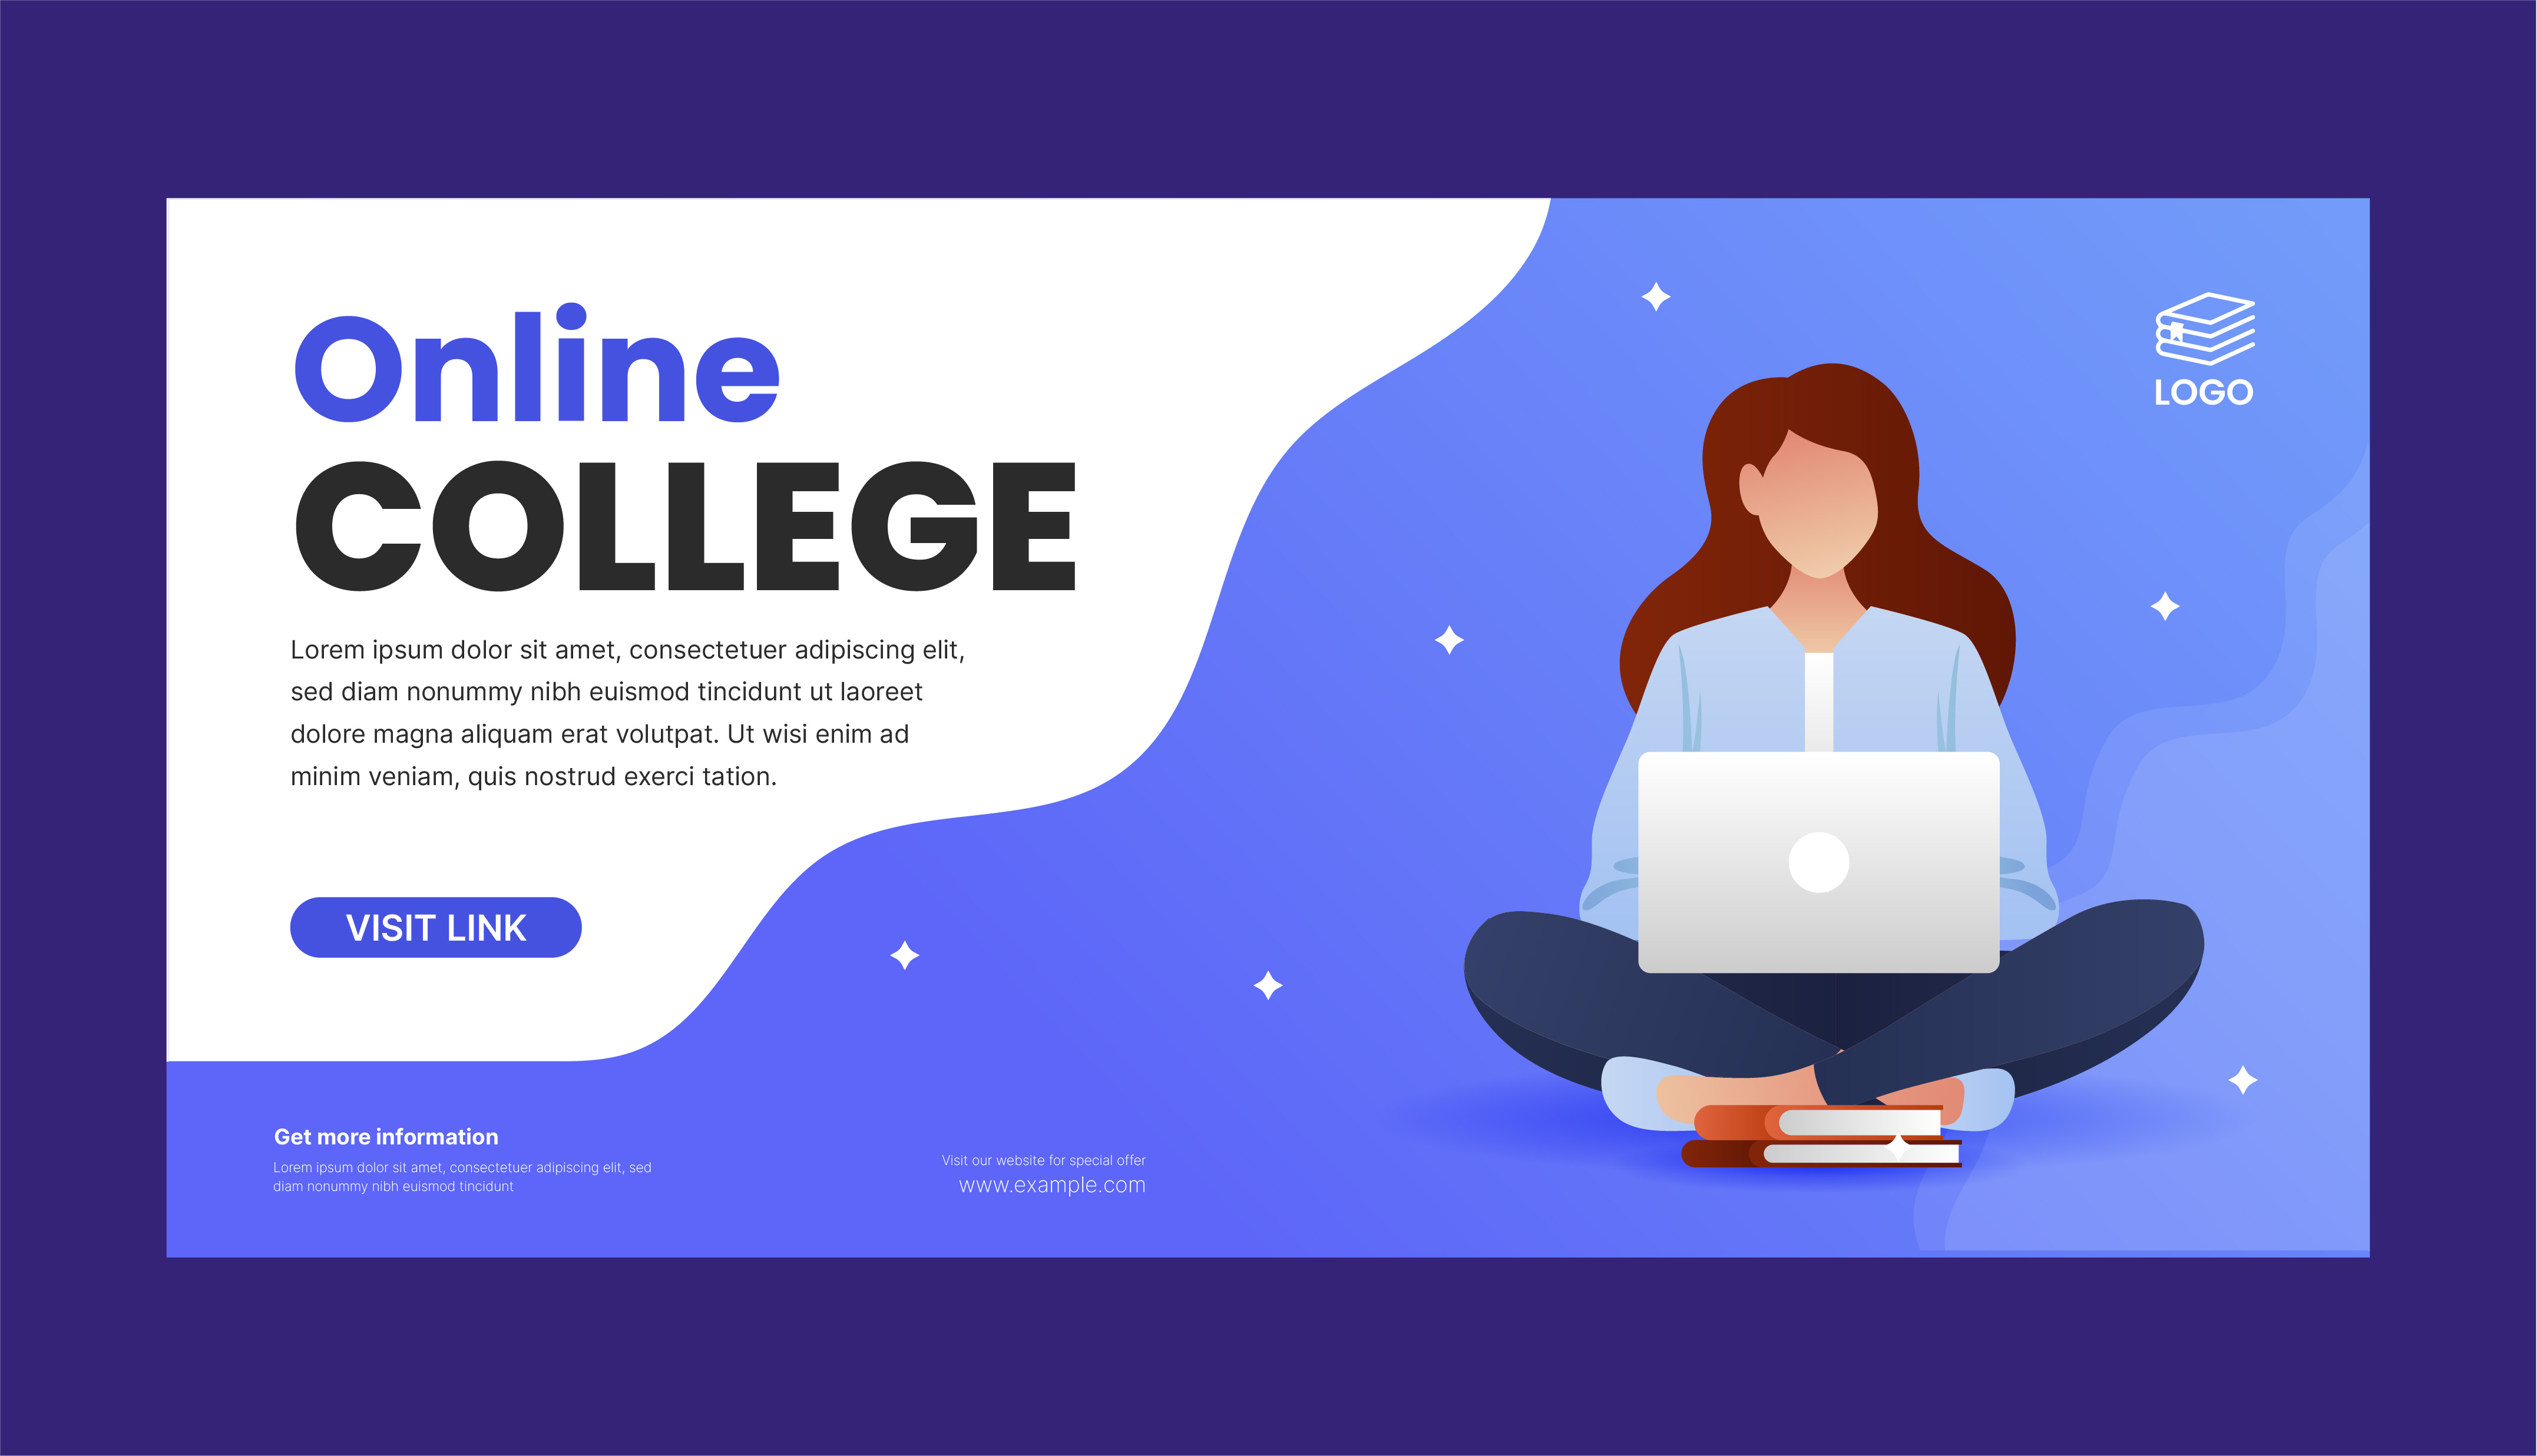 Online
COLLEGE
Lorem ipsum dolor sit amet, consectetuer adipiscing elit,
sed diam nonummy nibh euismod tincidunt ut laoreet
dolore magna aliquam erat volutpat. Ut wisi enim ad
minim veniam, quis nostrud exerci tation.
VISIT LINK
LOGO
Get more information
Lorem ipsum dolor sit amet, consectetuer adipiscing elit, sed
diam nonummy nibh euismod tincidunt
Visit our website for special offer
www.example.com